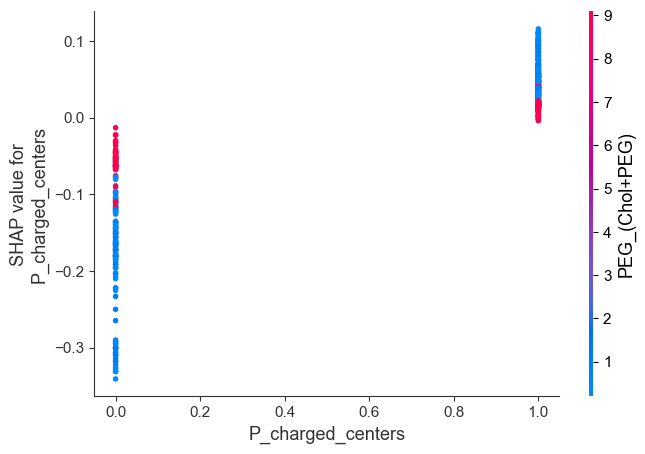 0.1
0.0
−0.1
−0.2
−0.3
SHAP value for
P_charged_centers
0.0 0.2 0.4 0.6 0.8 1.0
P_charged_centers
9
8
7
6
5
4
3
2
1
PEG_(Chol+PEG)